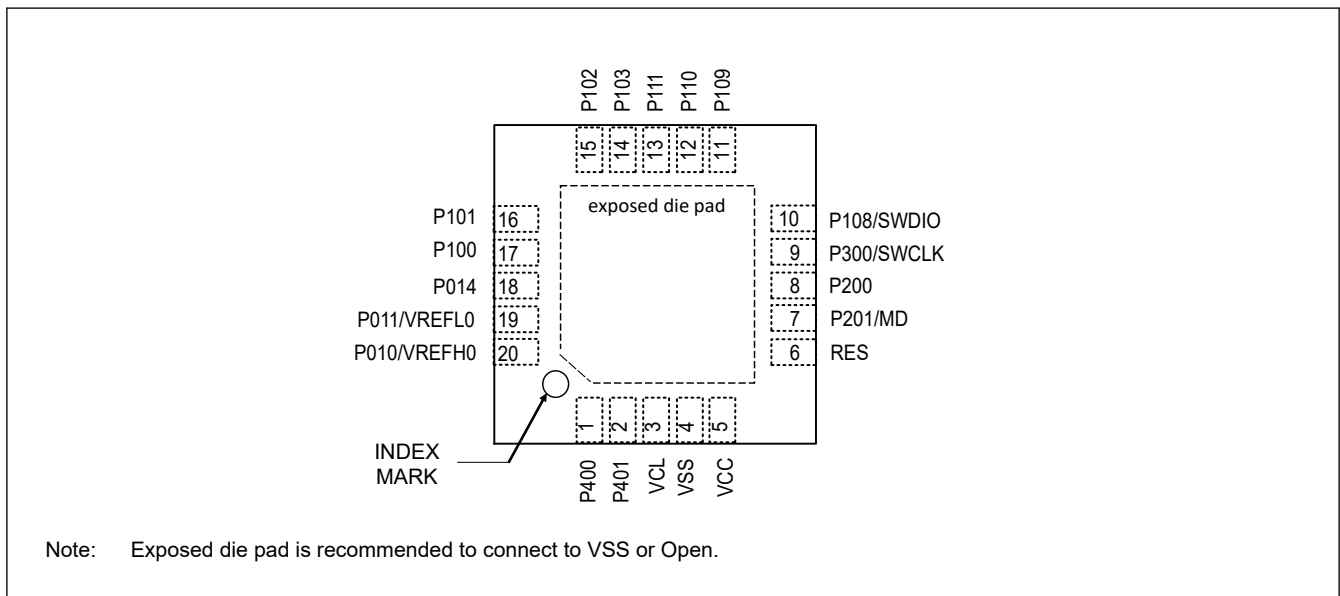 P102 P103 P111 P110 P109
15 14 13 12 11
exposed die pad
P101 16
P100 17
P014 18
P011/VREFL0 19
P010/VREFH0 20
10 P108/SWDIO
9 P300/SWCLK
8 P200
7 P201/MD
6 RES
1 2 3 4 5
P400 P401 VCL VSS VCC
INDEX
MARK
Note: Exposed die pad is recommended to connect to VSS or Open.